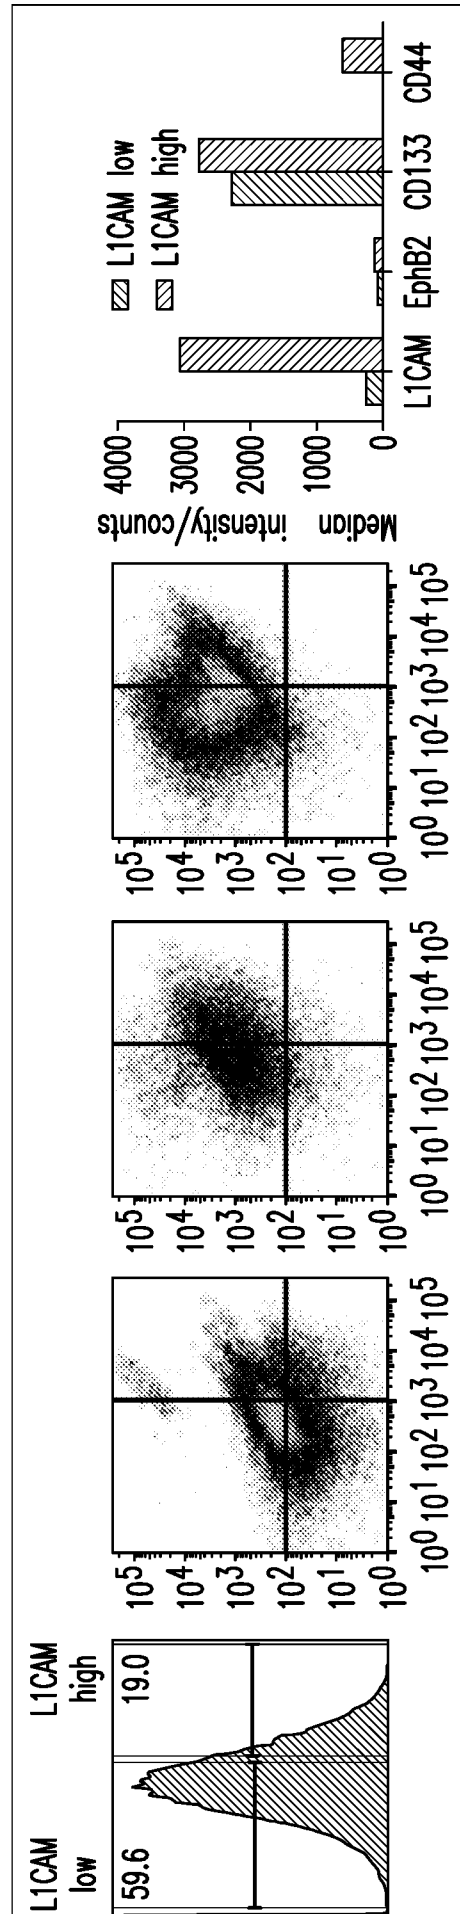 L1CAM low
L1CAM high
59.6
19.0
10^5
10^4
10^3
10^2
10^1
10^0
10^0 10^1 10^2 10^3 10^4 10^5
10^5
10^4
10^3
10^2
10^1
10^0
10^0 10^1 10^2 10^3 10^4 10^5
10^5
10^4
10^3
10^2
10^1
10^0
10^0 10^1 10^2 10^3 10^4 10^5
Median intensity/counts
4000
3000
2000
1000
0
L1CAM low
L1CAM high
L1CAM
EphB2
CD133
CD44